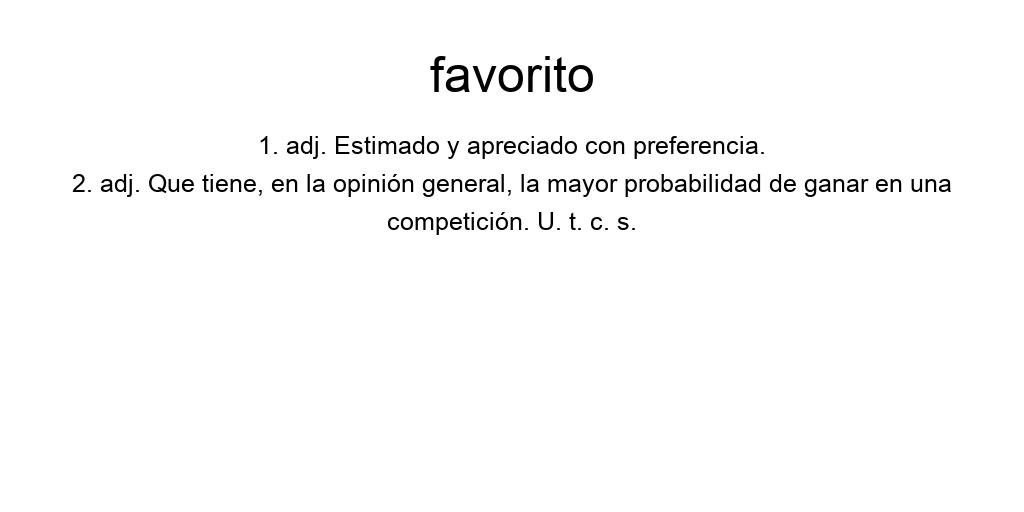 favorito
1. adj. Estimado y apreciado con preferencia.
2. adj. Que tiene, en la opinión general, la mayor probabilidad de ganar en una
competición. U. t. c. s.